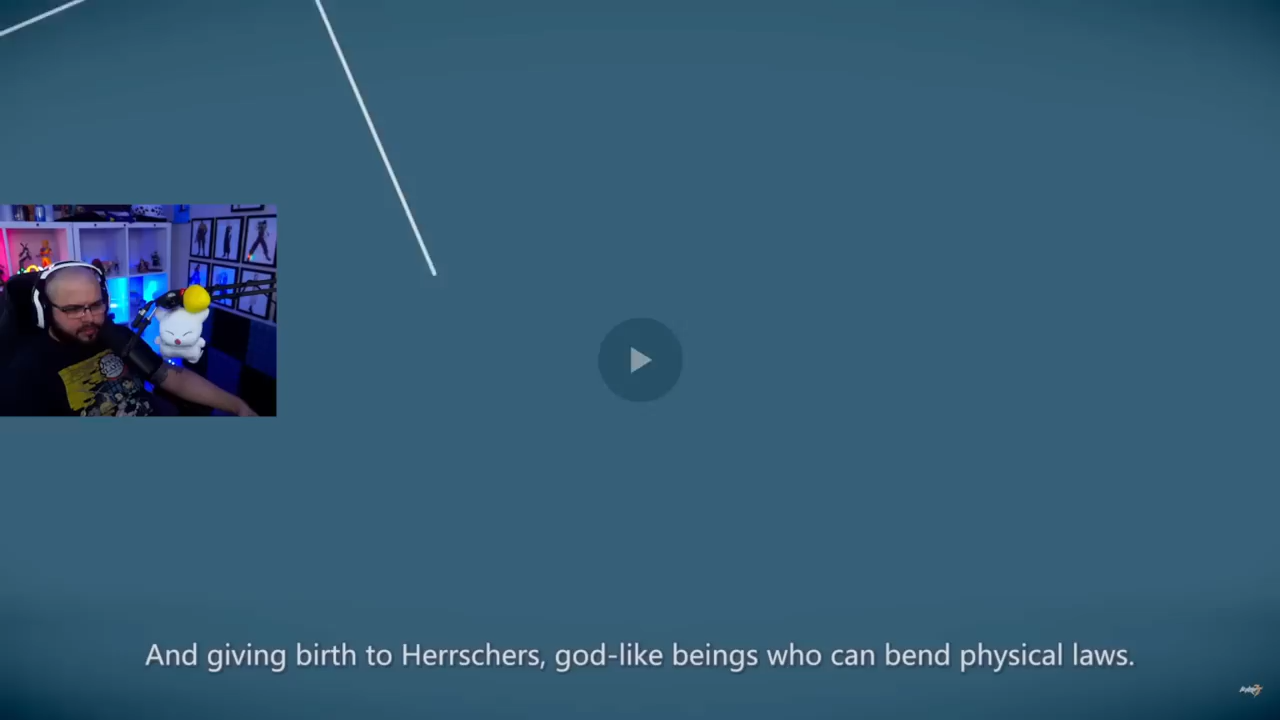 And giving birth to Herrschers, god-like beings who can bend physical laws.